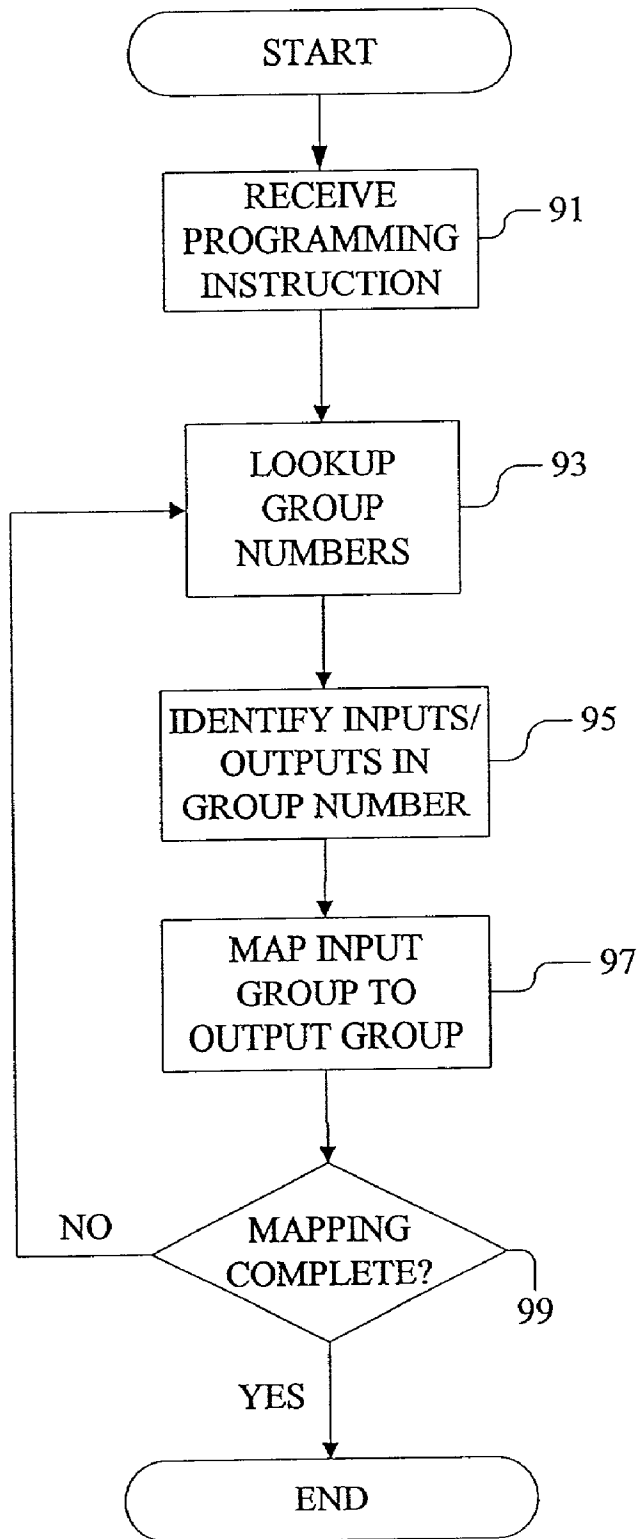 START
RECEIVE
PROGRAMMING
INSTRUCTION
91
LOOKUP
GROUP
NUMBERS
93
IDENTIFY INPUTS/
OUTPUTS IN
GROUP NUMBER
95
MAP INPUT
GROUP TO
OUTPUT GROUP
97
NO
MAPPING
COMPLETE?
99
YES
END